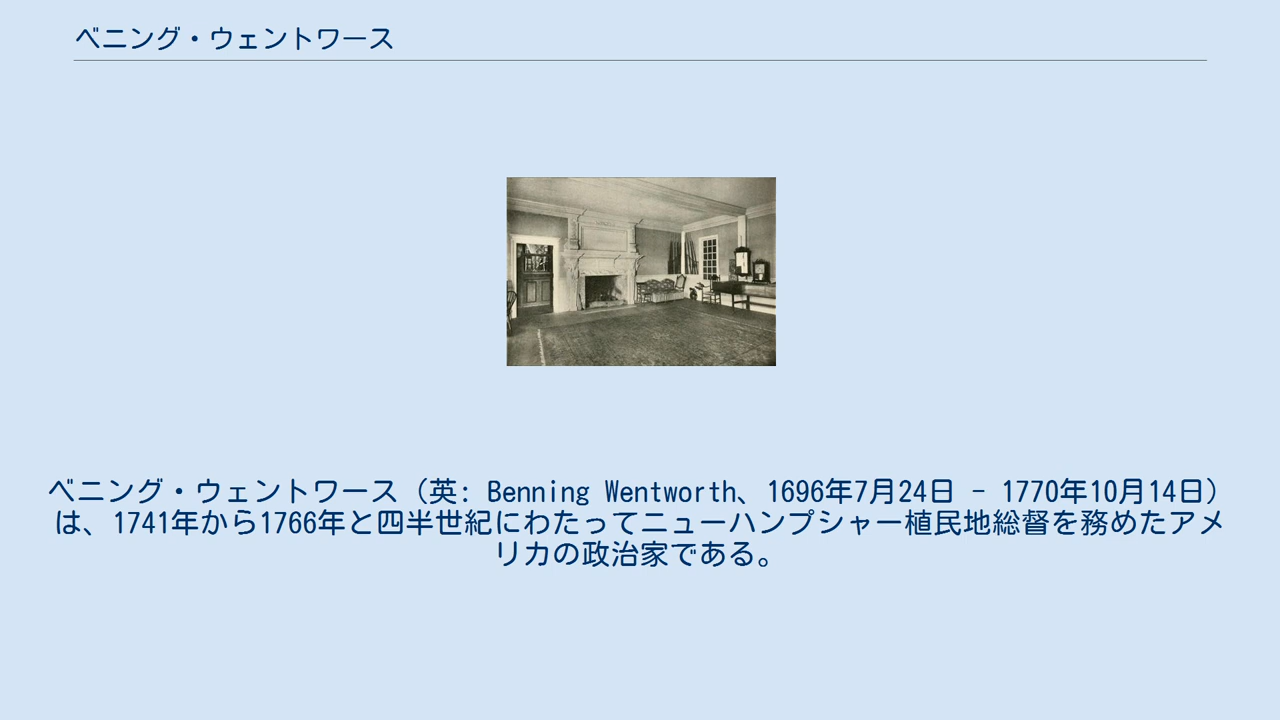 ベニング・ウェントワース
ベニング・ウェントワース（英: Benning Wentworth、1696年7月24日 - 1770年10月14日）
は、1741年から1766年と四半世紀にわたってニューハンプシャー植民地総督を務めたアメ
リカの政治家である。